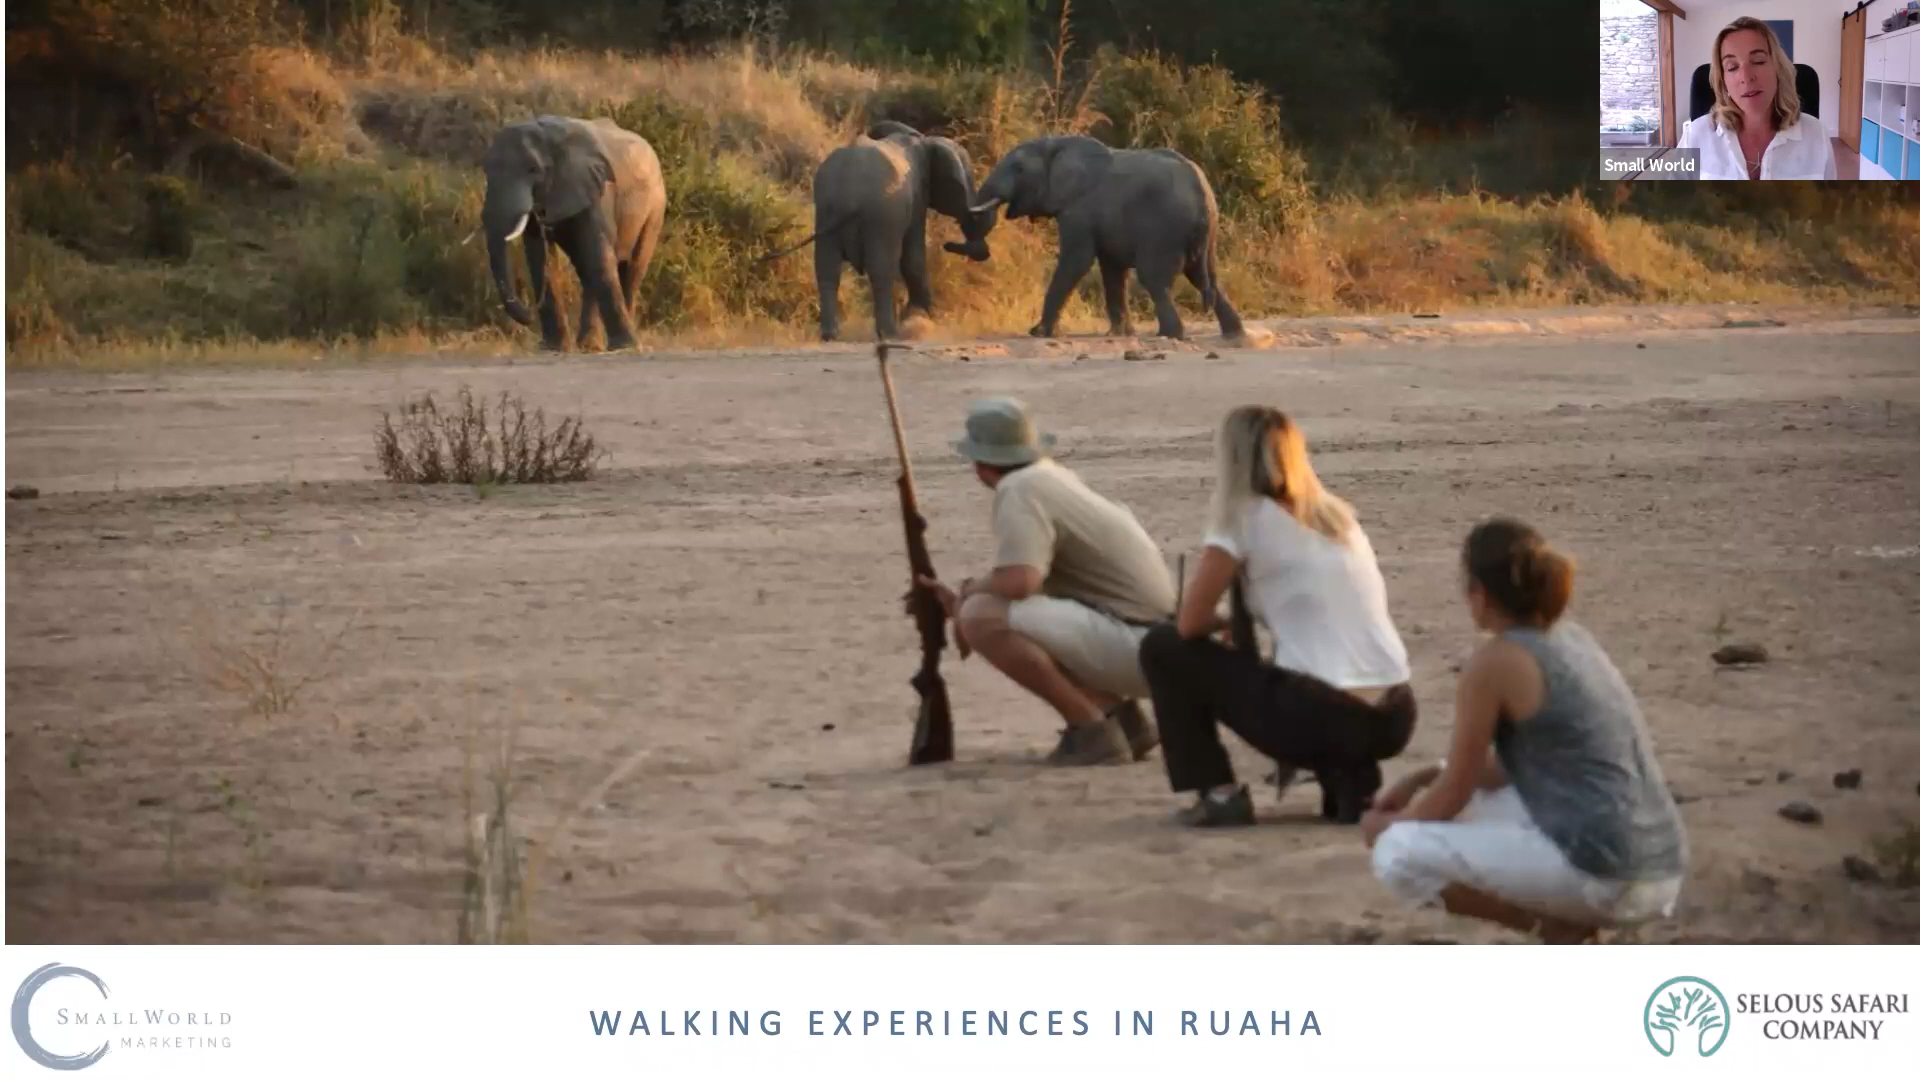 Small World
SMALLWORLD
MARKETING
WALKING EXPERIENCES IN RUAHA
SELOUS SAFARI
COMPANY